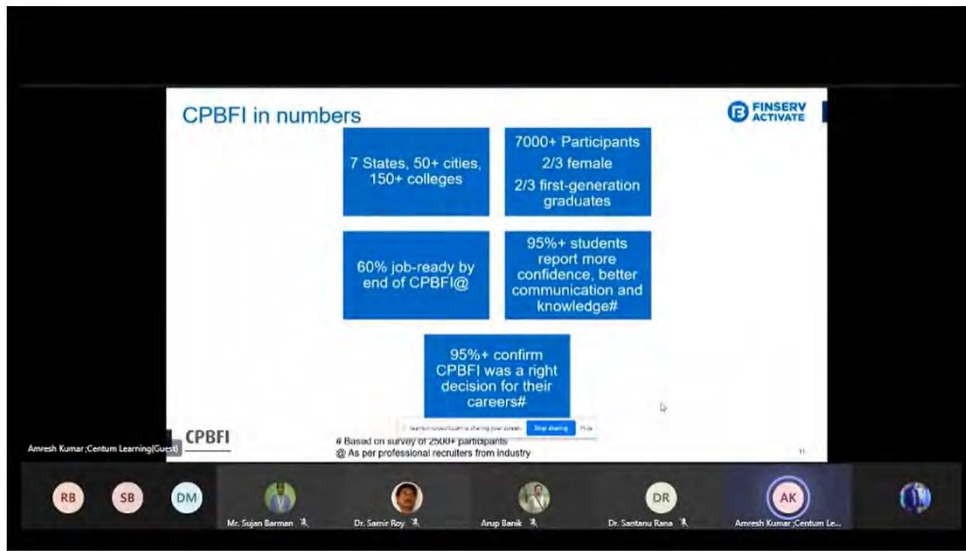 CPBFI in numbers
FINSERV
ACTIVATE
7 States, 50+ cities,
150+ colleges
7000+ Participants
2/3 female
2/3 first-generation
graduates
60% job-ready by
end of CPBFI@
95%+ students
report more
confidence, better
communication and
knowledge#
95%+ confirm
CPBFI was a right
decision for their
careers#
sharing your screen.
Stop sharing
Hide
CPBFI
# Based on survey of 2500+ participants
@ As per professional recruiters from industry
11
Amresh Kumar;Centum Learning(Guest)
RB
SB
DM
DR
AK
Mr. Sujan Barman
Dr. Samir Roy
Arup Banik
Dr. Santanu Rana
Amresh Kumar;Centum Le...